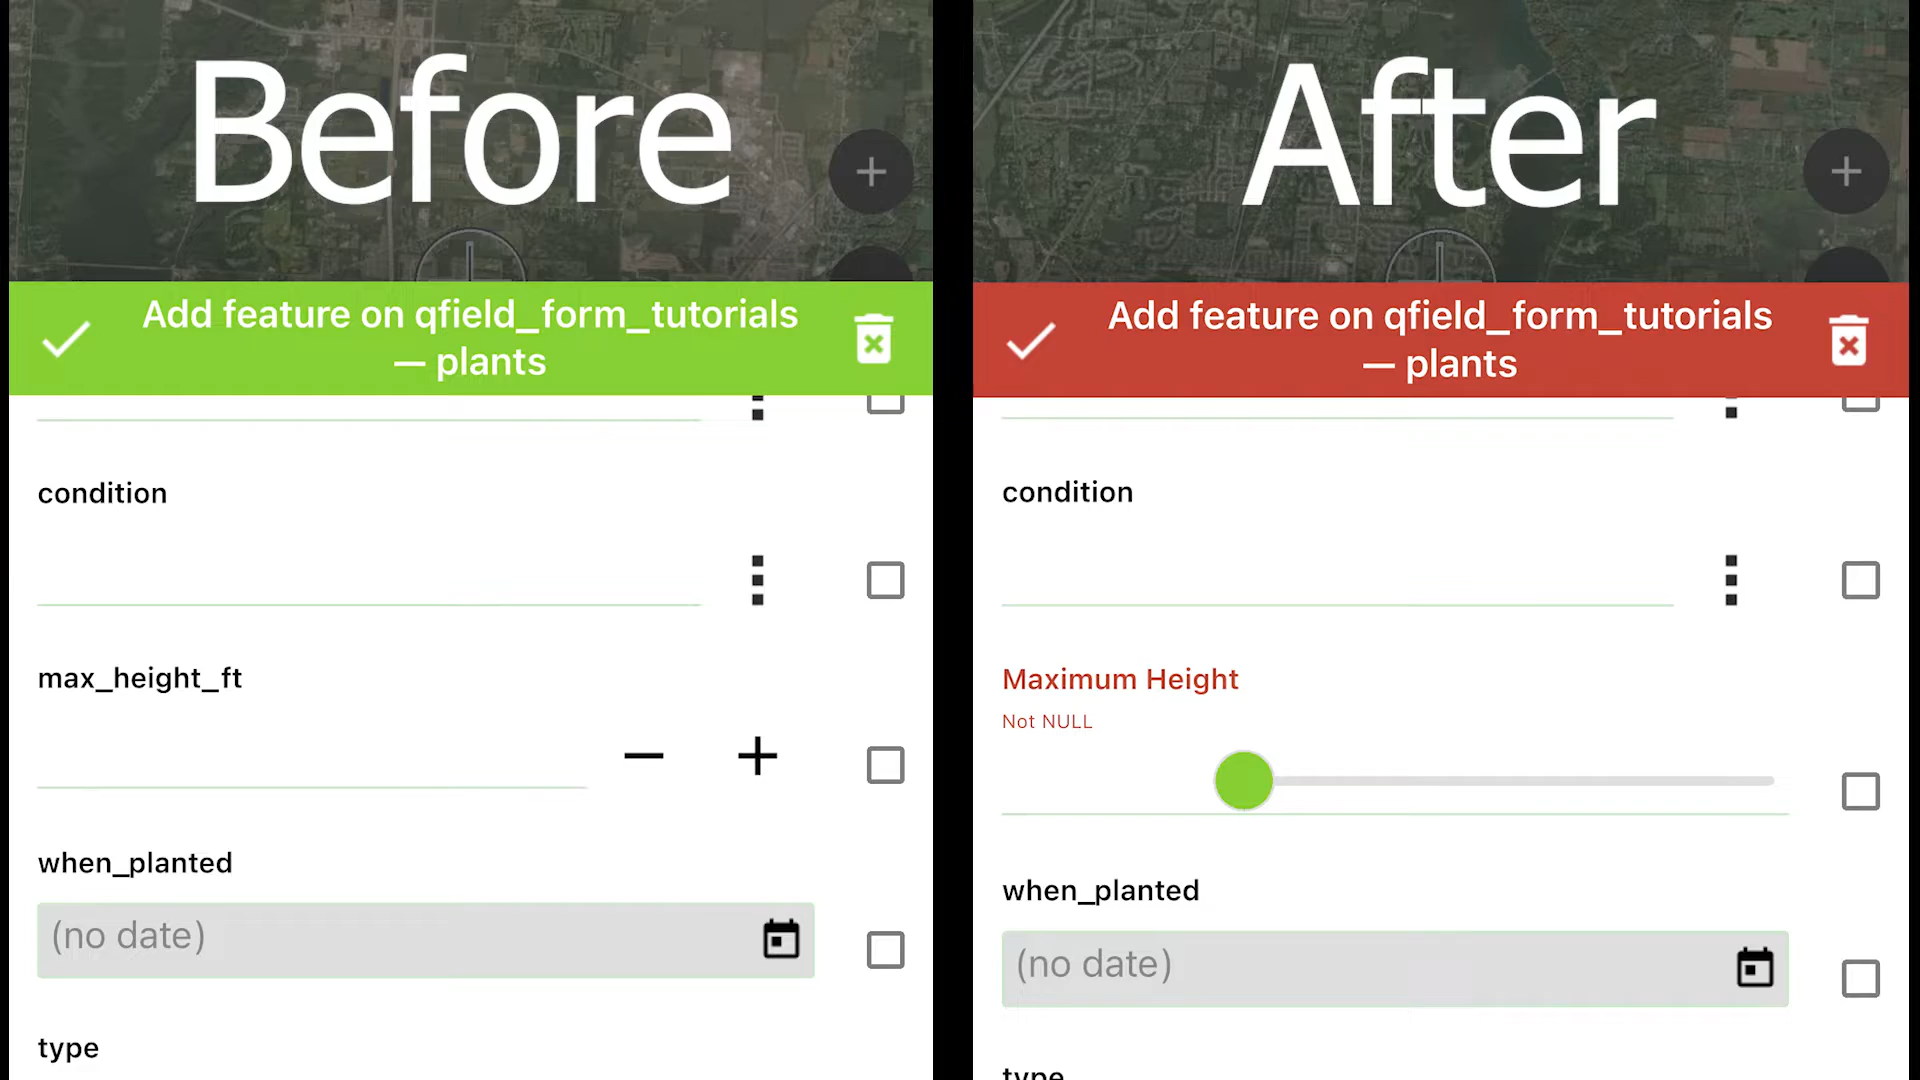 Before
Add feature on qfield_form_tutorials
— plants
condition
max_height_ft
when_planted
(no date)
type
After
Add feature on qfield_form_tutorials
— plants
condition
Maximum Height
Not NULL
when_planted
(no date)
type